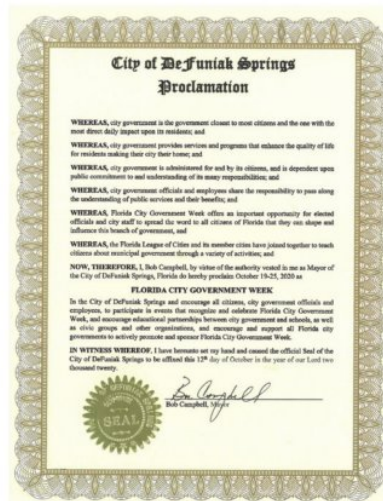 City of DeFuniak Springs
Proclamation
WHEREAS, city government is the government closest to most citizens and the one with the
most direct daily impact upon its residents; and
WHEREAS, city government provides services and programs that enhance the quality of life
for residents making their city their home; and
WHEREAS, city government is administered for and by its citizens, and is dependent upon
public commitment to and understanding of its many responsibilities; and
WHEREAS, city government officials and employees share the responsibility to pass along
the understanding of public services and their benefits; and
WHEREAS, Florida City Government Week offers an important opportunity for elected
officials and city staff to spread the word to all citizens of Florida that they can shape and
influence this branch of government, and
WHEREAS, the Florida League of Cities and its member cities have joined together to teach
citizens about municipal government through a variety of activities; and
NOW, THEREFORE, I, Bob Campbell, by virtue of the authority vested in me as Mayor of
the City of DeFuniak Springs, Florida do hereby proclaim October 19-25, 2020 as
FLORIDA CITY GOVERNMENT WEEK
In the City of DeFuniak Springs and encourage all citizens, city government officials and
employees, to participate in events that recognize and celebrate Florida City Government
Week, and encourage educational partnerships between city government and schools, as well
as civic groups and other organizations, and encourage and support all Florida city
governments to actively promote and sponsor Florida City Government Week.
IN WITNESS WHEREOF, I have hereunto set my hand and caused the official Seal of the
City of DeFuniak Springs to be affixed this 12th day of October in the year of our Lord two
thousand twenty.
Bob Campbell
Bob Campbell, Mayor
SEAL